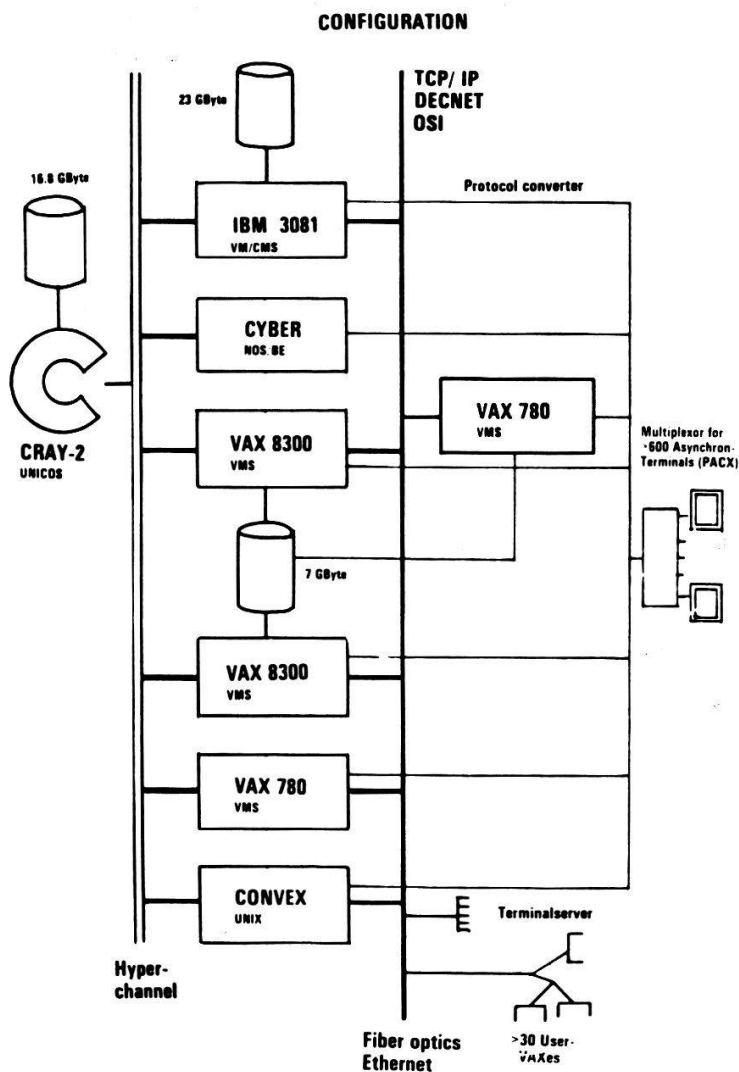 CONFIGURATION
TCP/ IP
DECNET
OSI
23 GByte
16.8 GByte
Protocol converter
IBM 3081
VM/CMS
CYBER
NOS. BE
CRAY-2
UNICOS
VAX 8300
VMS
VAX 780
VMS
Multiplexor for
~600 Asynchron-
Terminals (PACX)
7 GByte
VAX 8300
VMS
VAX 780
VMS
CONVEX
UNIX
Terminalserver
Hyper-
channel
Fiber optics
Ethernet
>30 User-
VAXes